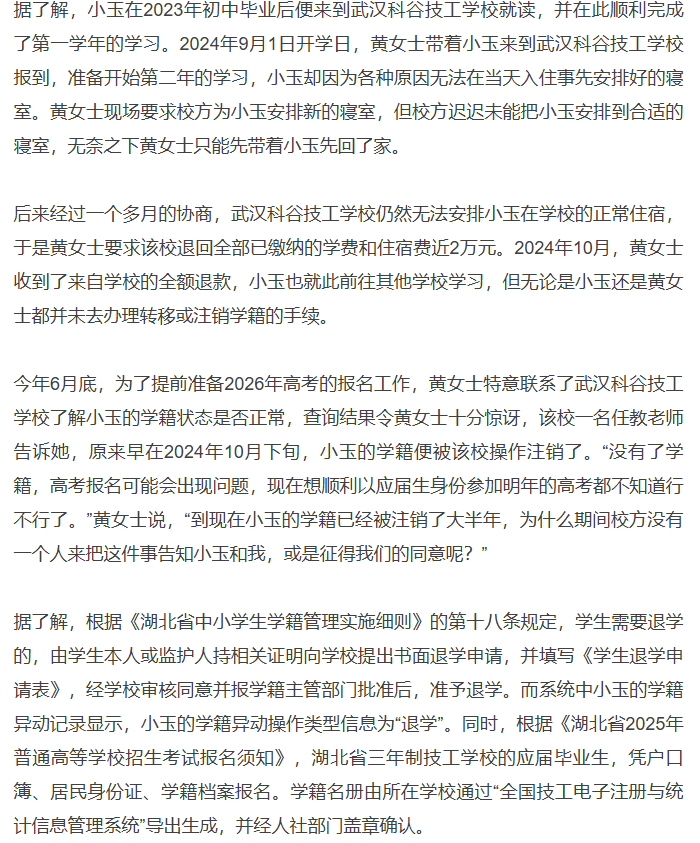 据了解，小玉在2023年初中毕业后便来到武汉科谷技工学校就读，并在此顺利完成
了第一学年的学习。2024年9月1日开学日，黄女士带着小玉来到武汉科谷技工学校
报到，准备开始第二年的学习，小玉却因为各种原因无法在当天入住事先安排好的寝
室。黄女士现场要求校方为小玉安排新的寝室，但校方迟迟未能把小玉安排到合适的
寝室，无奈之下黄女士只能先带着小玉先回了家。
后来经过一个多月的协商，武汉科谷技工学校仍然无法安排小玉在学校的正常住宿，
于是黄女士要求该校退回全部已缴纳的学费和住宿费近2万元。2024年10月，黄女士
收到了来自学校的全额退款，小玉也就此前往其他学校学习，但无论是小玉还是黄女
士都并未去办理转移或注销学籍的手续。
今年6月底，为了提前准备2026年高考的报名工作，黄女士特意联系了武汉科谷技工
学校了解小玉的学籍状态是否正常，查询结果令黄女士十分惊讶，该校一名任教老师
告诉她，原来早在2024年10月下旬，小玉的学籍便被该校操作注销了。“没有了学
籍，高考报名可能会出现问题，现在想顺利以应届生身份参加明年的高考都不知道行
不行了。”黄女士说，“到现在小玉的学籍已经被注销了大半年，为什么期间校方没有
一个人来把这件事告知小玉和我，或是征得我们的同意呢？”
据了解，根据《湖北省中小学生学籍管理实施细则》的第十八条规定，学生需要退学
的，由学生本人或监护人持相关证明向学校提出书面退学申请，并填写《学生退学申
请表》，经学校审核同意并报学籍主管部门批准后，准予退学。而系统中小玉的学籍
异动记录显示，小玉的学籍异动操作类型信息为“退学”。同时，根据《湖北省2025年
普通高等学校招生考试报名须知》，湖北省三年制技工学校的应届毕业生，凭户口
簿、居民身份证、学籍档案报名。学籍名册由所在学校通过“全国技工电子注册与统
计信息管理系统”导出生成，并经人社部门盖章确认。